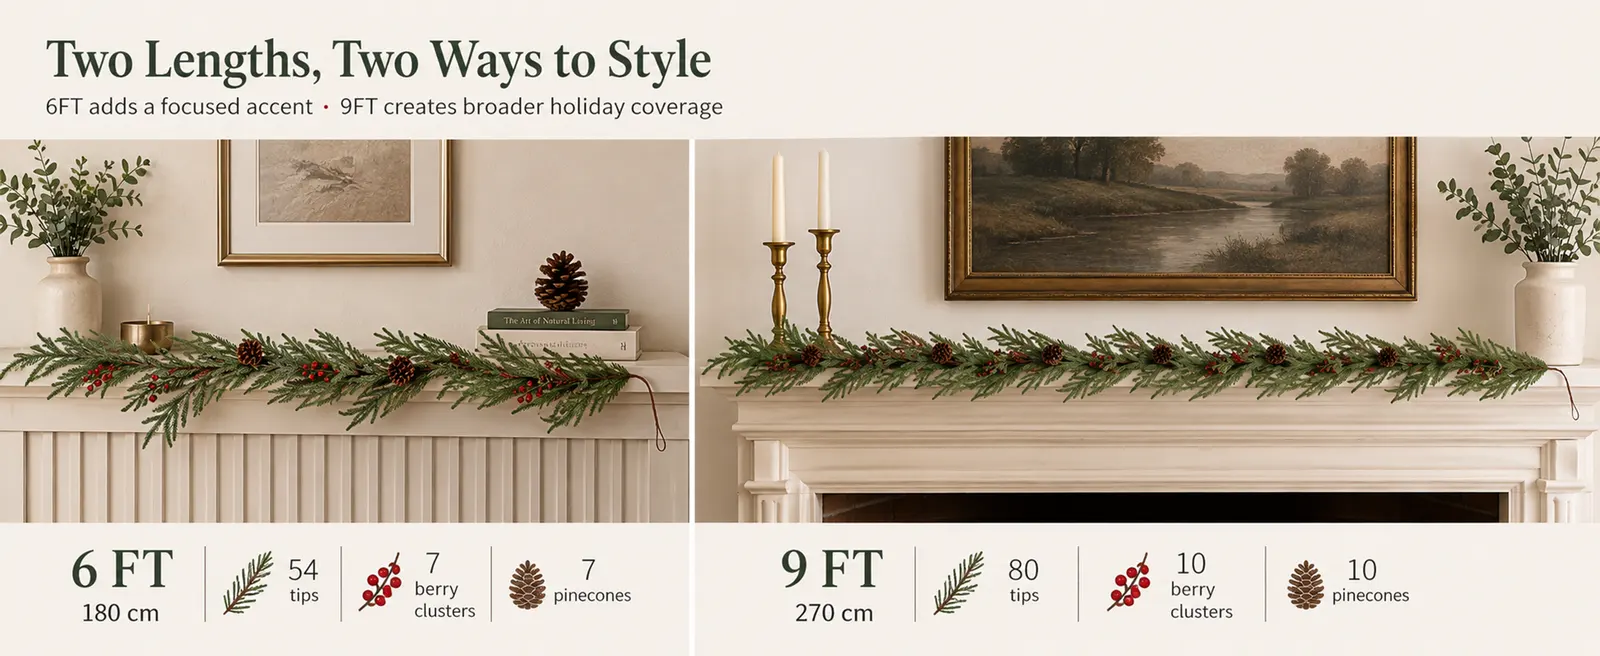 Two Lengths, Two Ways to Style
6FT adds a focused accent • 9FT creates broader holiday coverage
The Art of Natural Living
6 FT
180 cm
54
tips
7
berry
clusters
7
pinecones
9 FT
270 cm
80
tips
10
berry
clusters
10
pinecones